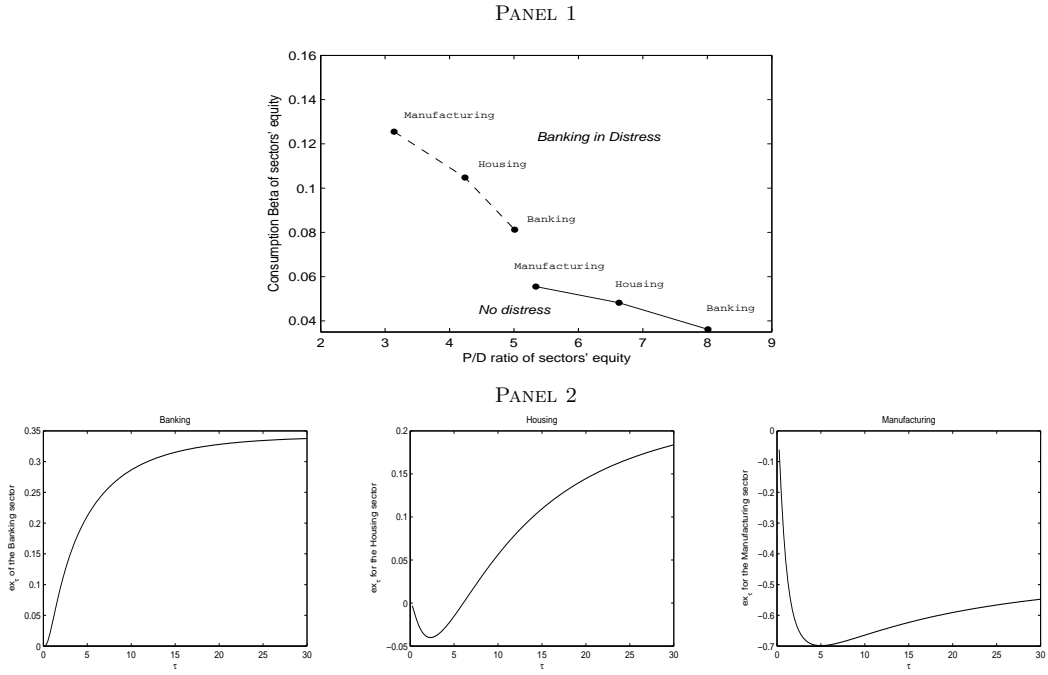 PANEL 1
0.16
0.14
0.12
0.1
0.08
0.06
0.04
Consumption Beta of sectors' equity
Manufacturing
Banking in Distress
Housing
Banking
Manufacturing
Housing
No distress
Banking
2 3 4 5 6 7 8 9
P/D ratio of sectors' equity
PANEL 2
Banking
0.35
0.3
0.25
0.2
0.15
0.1
0.05
0
ex_τ of the Banking sector
0 5 10 15 20 25 30
τ
Housing
0.2
0.15
0.1
0.05
0
−0.05
ex_τ for the Housing sector
0 5 10 15 20 25 30
τ
Manufacturing
0
−0.1
−0.2
−0.3
−0.4
−0.5
−0.6
−0.7
ex_τ for the Manufacturing sector
0 5 10 15 20 25 30
τ